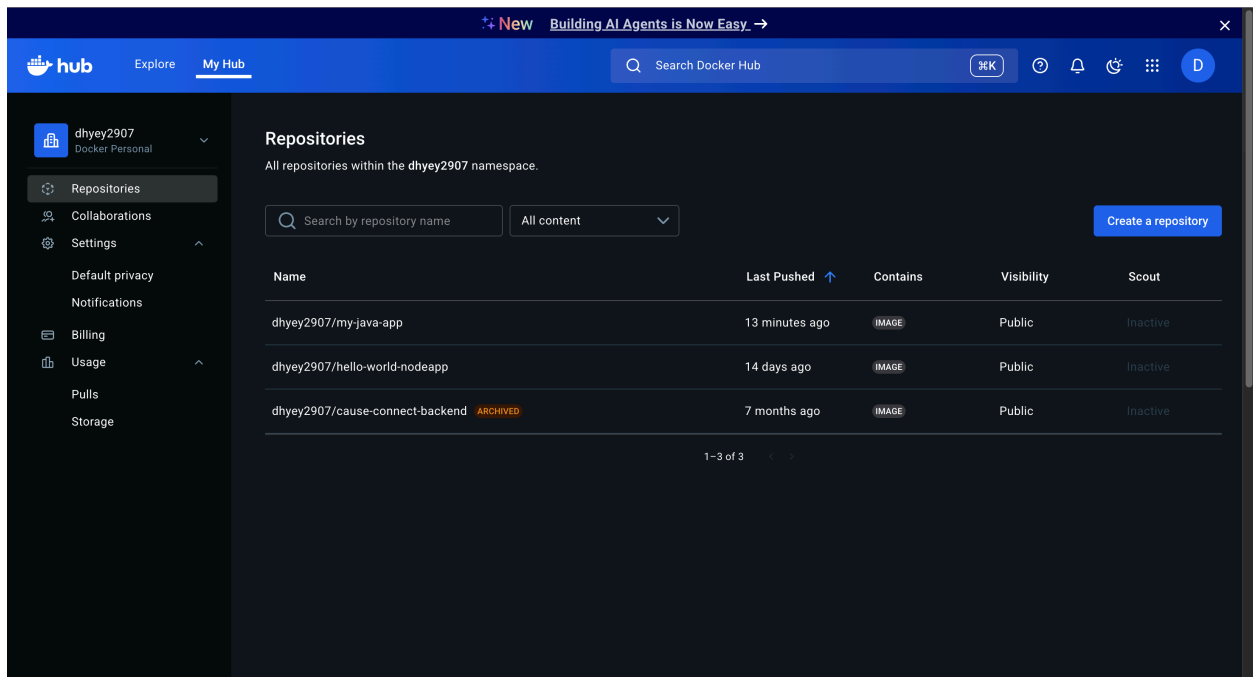 New Building AI Agents is Now Easy →
hub Explore My Hub Search Docker Hub ⌘K D
dhyey2907
Docker Personal
Repositories
Collaborations
Settings
Default privacy
Notifications
Billing
Usage
Pulls
Storage
Repositories
All repositories within the dhyey2907 namespace.
Search by repository name All content Create a repository
Name Last Pushed ↑ Contains Visibility Scout
dhyey2907/my-java-app 13 minutes ago IMAGE Public Inactive
dhyey2907/hello-world-nodeapp 14 days ago IMAGE Public Inactive
dhyey2907/cause-connect-backend ARCHIVED 7 months ago IMAGE Public Inactive
1–3 of 3